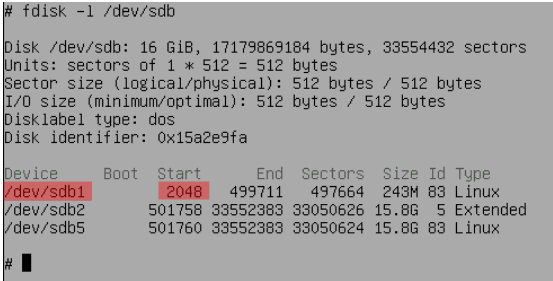 # fdisk -l /dev/sdb
Disk /dev/sdb: 16 GiB, 17179869184 bytes, 33554432 sectors
Units: sectors of 1 * 512 = 512 bytes
Sector size (logical/physical): 512 bytes / 512 bytes
I/O size (minimum/optimal): 512 bytes / 512 bytes
Disklabel type: dos
Disk identifier: 0x15a2e9fa
Device Boot Start End Sectors Size Id Type
/dev/sdb1 2048 499711 497664 243M 83 Linux
/dev/sdb2 501758 33552383 33050626 15.8G 5 Extended
/dev/sdb5 501760 33552383 33050624 15.8G 83 Linux
#